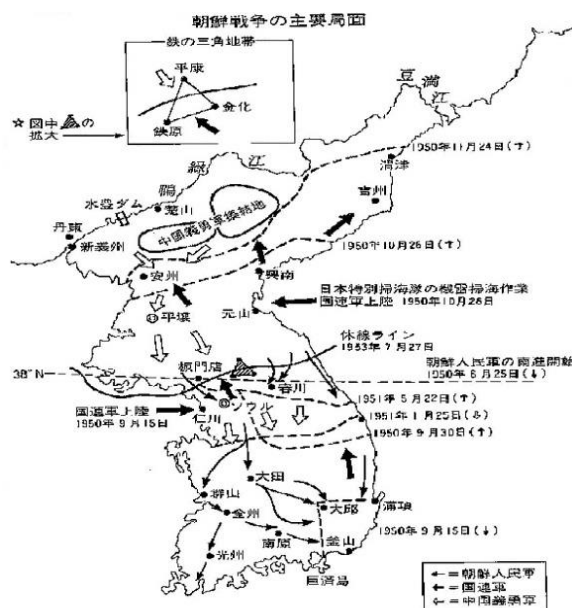 朝鮮戦争の主要局面
鉄の三角地帯
平康
金化
鉄原
☆図中 の
拡大
豆満江
1950年11月24日(↑)
清津
吉州
鴨緑江
水豊ダム
楚山
中国義勇軍集結地
丹東
新義州
1950年10月26日(↑)
安州
興南
日本特別掃海隊の機雷掃海作業
国連軍上陸 1950年10月26日
平壌
元山
休線ライン
1953年7月27日
朝鮮人民軍の南進開始
1950年6月25日(↓)
38°N
板門店
春川
1951年5月22日(↑)
国連軍上陸
1950年9月15日
ソウル
仁川
1951年1月25日(↓)
1950年9月30日(↑)
大田
群山
全州
大邱
浦項
1950年9月15日(↓)
光州
南原
釜山
巨済島
←=朝鮮人民軍
←=国連軍
⇦=中国義勇軍